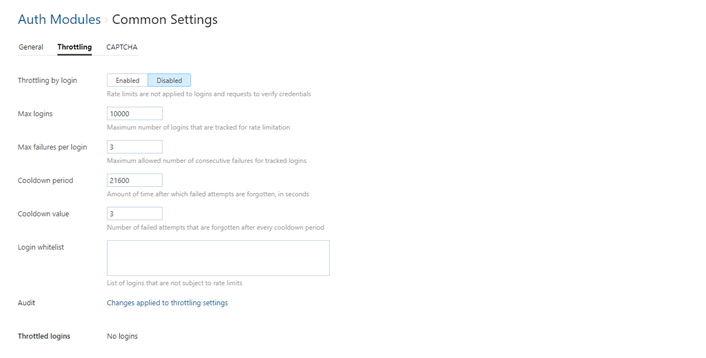 Auth Modules › Common Settings
General Throttling CAPTCHA
Throttling by login Enabled Disabled
Rate limits are not applied to logins and requests to verify credentials
Max logins 10000
Maximum number of logins that are tracked for rate limitation
Max failures per login 3
Maximum allowed number of consecutive failures for tracked logins
Cooldown period 21600
Amount of time after which failed attempts are forgotten, in seconds
Cooldown value 3
Number of failed attempts that are forgotten after every cooldown period
Login whitelist
List of logins that are not subject to rate limits
Audit Changes applied to throttling settings
Throttled logins No logins